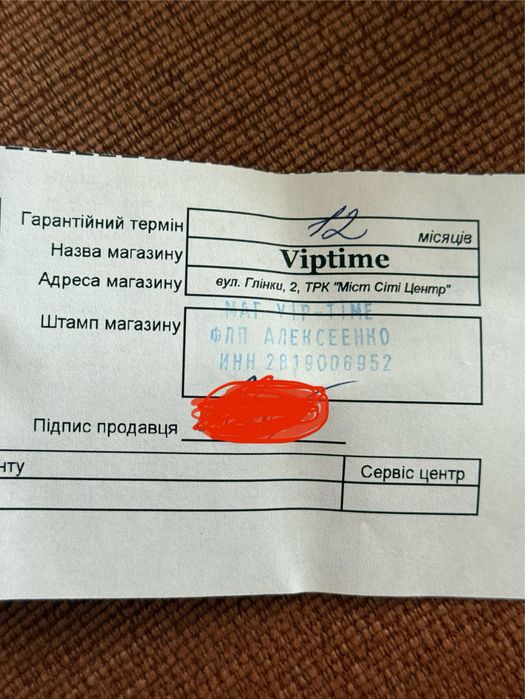 Гарантійний термін 12 місяців
Назва магазину Viptime
Адреса магазину вул. Глінки, 2, ТРК "Міст Сіті Центр"
Штамп магазину МАГ VIP-TIME
ФЛП АЛЕКСЕЕНКО
ИНН 2819006952
Підпис продавця
нту Сервіс центр